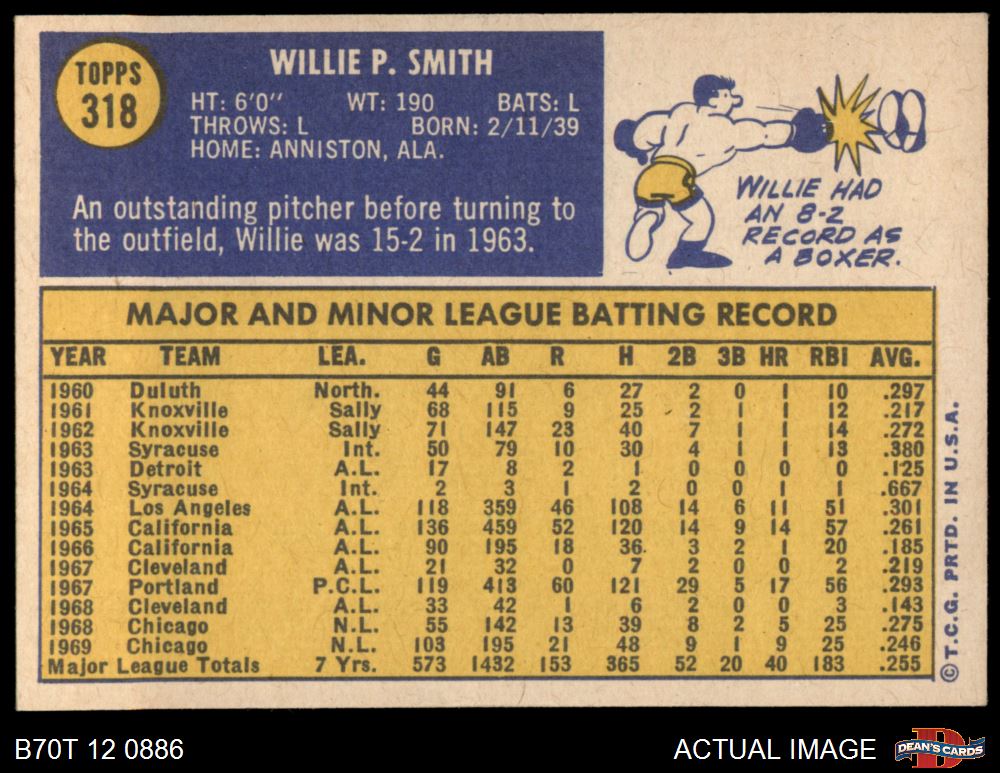 TOPPS
318
WILLIE P. SMITH
HT: 6'0" WT: 190 BATS: L
THROWS: L BORN: 2/11/39
HOME: ANNISTON, ALA.
An outstanding pitcher before turning to
the outfield, Willie was 15-2 in 1963.
WILLIE HAD
AN 8-2
RECORD AS
A BOXER.
MAJOR AND MINOR LEAGUE BATTING RECORD
YEAR TEAM LEA. G AB R H 2B 3B HR RBI AVG.
1960 Duluth North. 44 91 6 27 2 0 1 10 .297
1961 Knoxville Sally 68 115 9 25 2 1 1 12 .217
1962 Knoxville Sally 71 147 23 40 7 1 1 14 .272
1963 Syracuse Int. 50 79 10 30 4 1 1 13 .380
1963 Detroit A.L. 17 8 2 1 0 0 0 0 .125
1964 Syracuse Int. 2 3 1 2 0 0 1 1 .667
1964 Los Angeles A.L. 118 359 46 108 14 6 11 51 .301
1965 California A.L. 136 459 52 120 14 9 14 57 .261
1966 California A.L. 90 195 18 36 3 2 1 20 .185
1967 Cleveland A.L. 21 32 0 7 2 0 0 2 .219
1967 Portland P.C.L. 119 413 60 121 29 5 17 56 .293
1968 Cleveland A.L. 33 42 1 6 2 0 0 3 .143
1968 Chicago N.L. 55 142 13 39 8 2 5 25 .275
1969 Chicago N.L. 103 195 21 48 9 1 9 25 .246
Major League Totals 7 Yrs. 573 1432 153 365 52 20 40 183 .255
© T.C.G. PRTD. IN U.S.A.
B70T 12 0886
ACTUAL IMAGE
D
DEAN'S CARDS